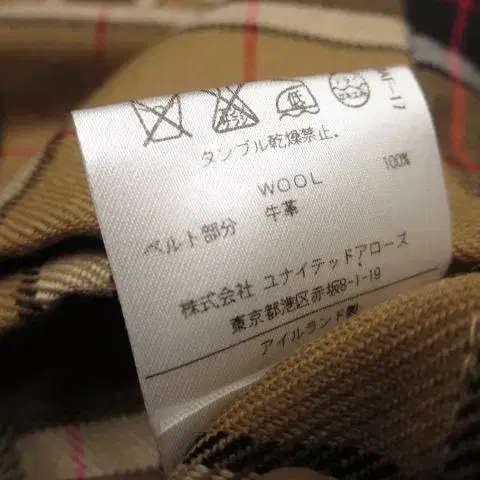 低
タンブル乾燥禁止。
WOOL 100%
ベルト部分 牛革
株式会社 ユナイテッドアローズ
東京都港区赤坂8-1-19
アイルランド製